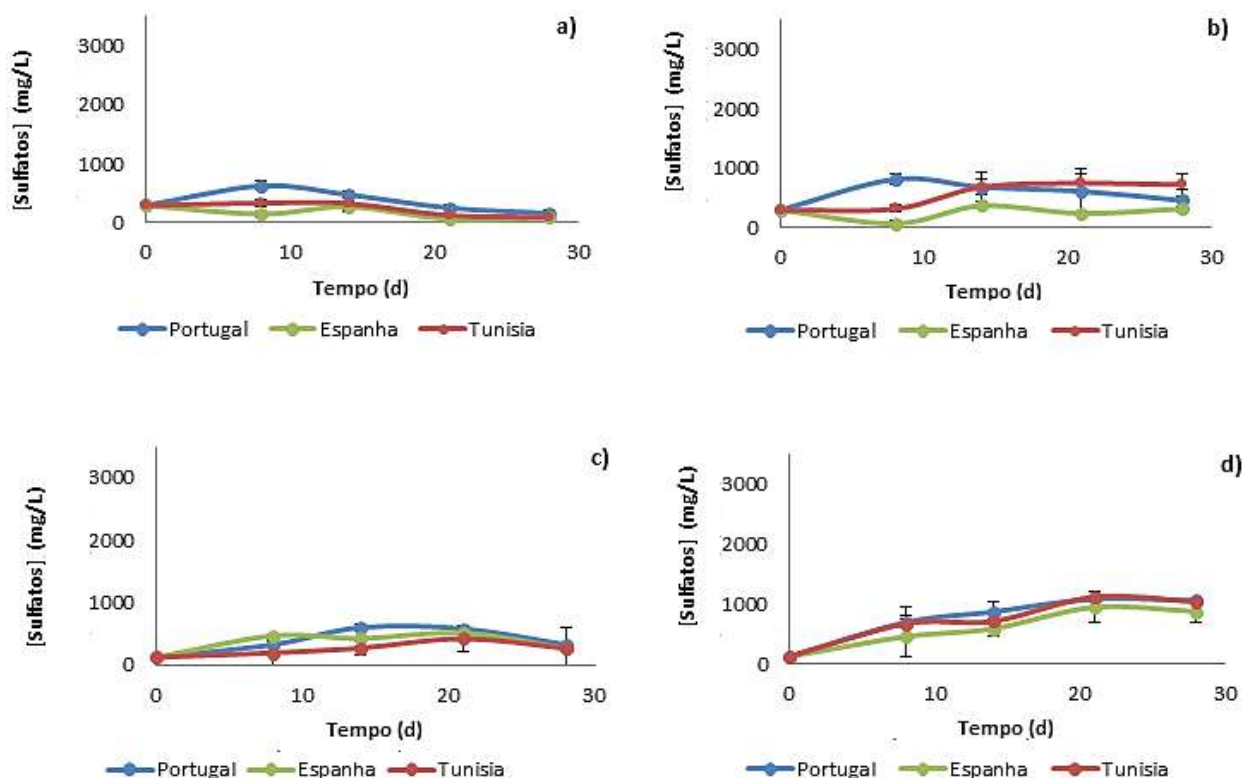 a)
[Sulfatos] (mg/L)
3000
2000
1000
0
0 10 20 30
Tempo (d)
Portugal Espanha Tunisia
b)
[Sulfatos] (mg/L)
3000
2000
1000
0
0 10 20 30
Tempo (d)
Portugal Espanha Tunisia
c)
[Sulfatos] (mg/L)
3000
2000
1000
0
0 10 20 30
Tempo (d)
Portugal Espanha Tunisia
d)
[Sulfatos] (mg/L)
3000
2000
1000
0
0 10 20 30
Tempo (d)
Portugal Espanha Tunisia